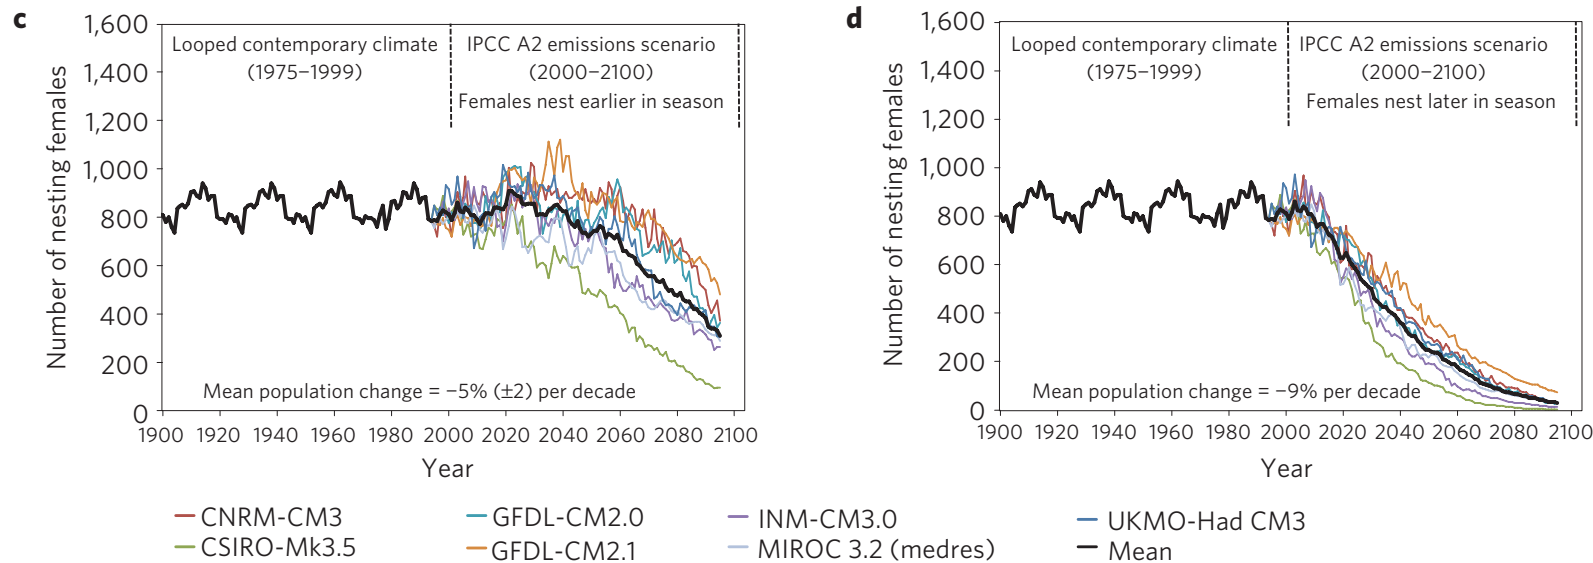 c
1,600
1,400
1,200
1,000
800
600
400
200
0
Number of nesting females
Looped contemporary climate
(1975–1999)
IPCC A2 emissions scenario
(2000–2100)
Females nest earlier in season
Mean population change = −5% (±2) per decade
1900 1920 1940 1960 1980 2000 2020 2040 2060 2080 2100
Year
d
1,600
1,400
1,200
1,000
800
600
400
200
0
Number of nesting females
Looped contemporary climate
(1975–1999)
IPCC A2 emissions scenario
(2000–2100)
Females nest later in season
Mean population change = −9% per decade
1900 1920 1940 1960 1980 2000 2020 2040 2060 2080 2100
Year
CNRM-CM3 GFDL-CM2.0 INM-CM3.0 UKMO-Had CM3
CSIRO-Mk3.5 GFDL-CM2.1 MIROC 3.2 (medres) Mean